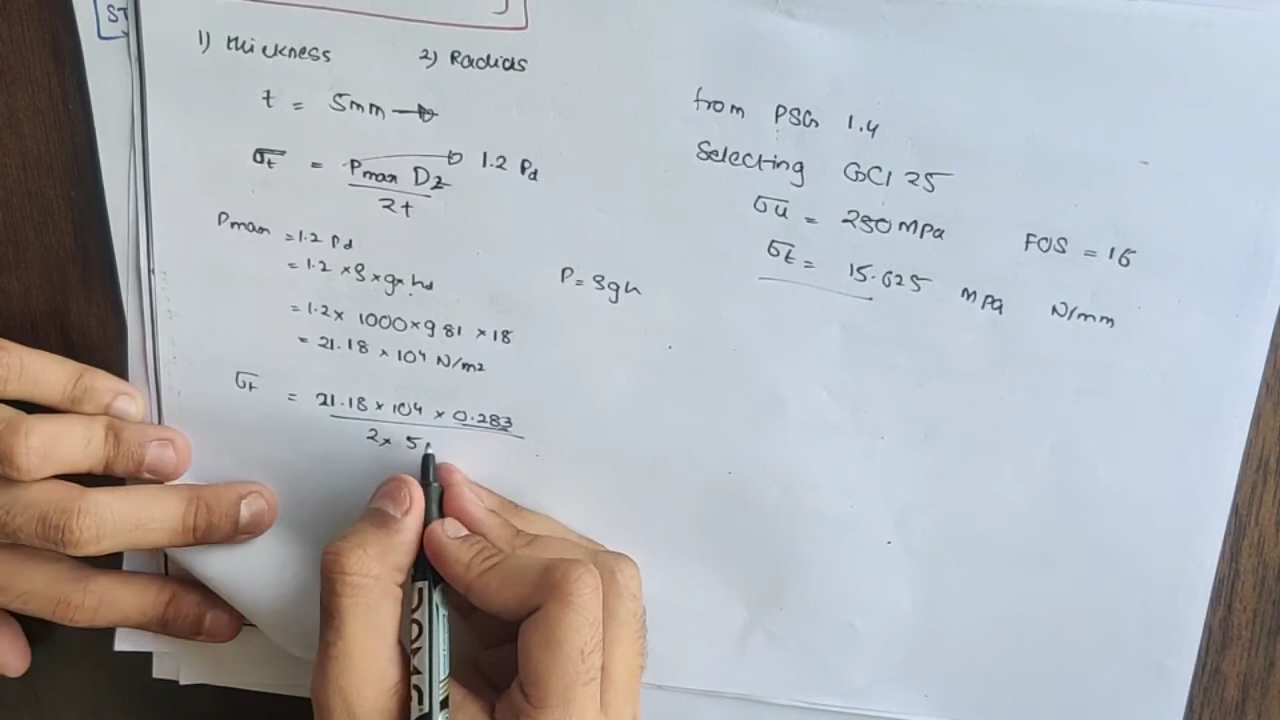 ST
1) thickness 2) Radius
t = 5mm →
σt = Pmax D2 / 2t → 1.2 Pd
Pmax = 1.2 Pd
= 1.2 × ρ × g × hd
= 1.2 × 1000 × 9 81 × 18
= 21.18 × 10⁴ N/m²
σt = 21.18 × 10⁴ × 0.283 / 2 × 5
P = ρgh
from PSG 1.4
Selecting GCI 25
σu = 250 MPa FOS = 16
σt = 15.625 MPa N/mm